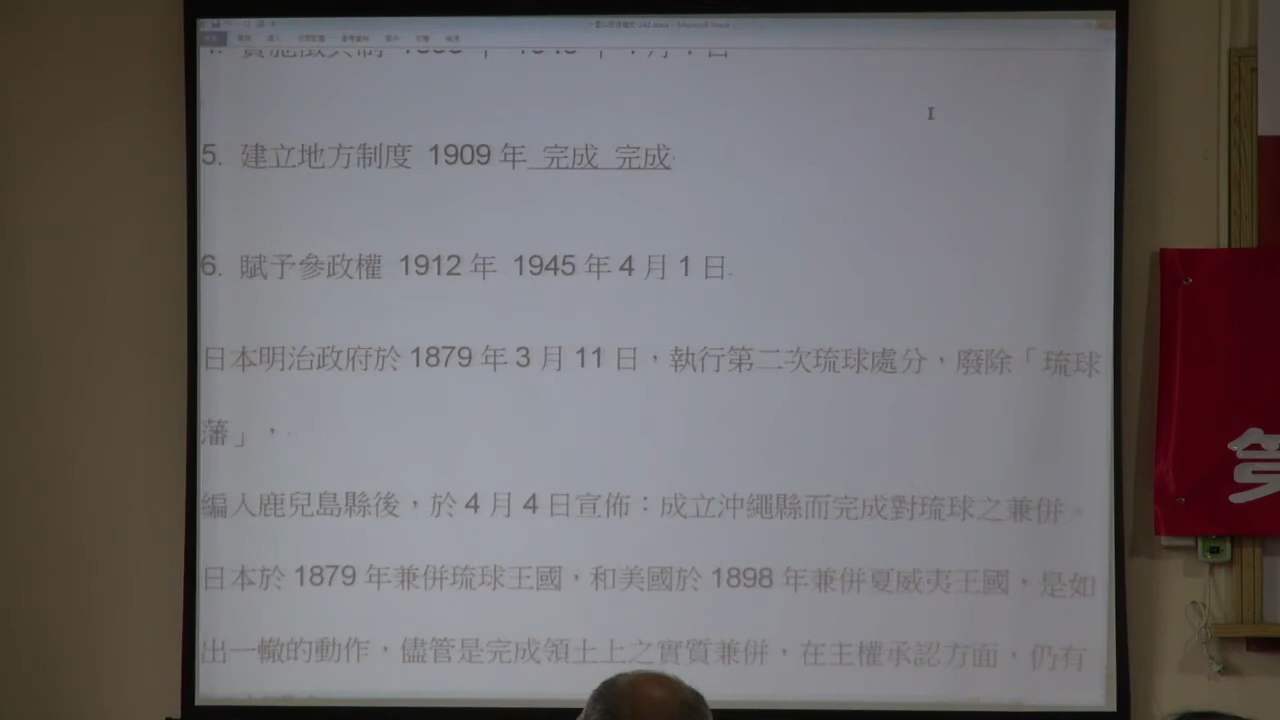 5. 建立地方制度 1909 年 完成 完成
6. 賦予參政權 1912 年 1945 年 4 月 1 日
日本明治政府於 1879 年 3 月 11 日，執行第二次琉球處分，廢除「琉球
藩」，
編入鹿兒島縣後，於 4 月 4 日宣佈：成立沖繩縣而完成對琉球之兼併。
日本於 1879 年兼併琉球王國，和美國於 1898 年兼併夏威夷王國，是如
出一轍的動作，儘管是完成領土上之實質兼併，在主權承認方面，仍有
第